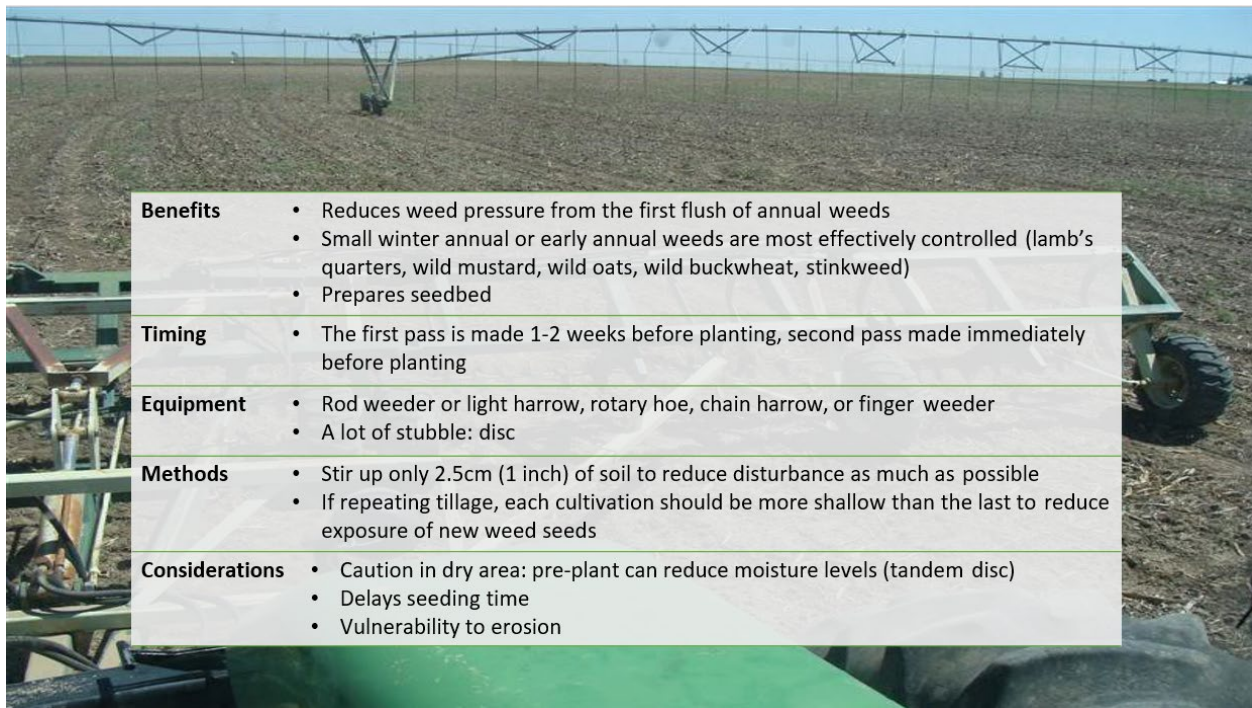 Benefits
• Reduces weed pressure from the first flush of annual weeds
• Small winter annual or early annual weeds are most effectively controlled (lamb's
quarters, wild mustard, wild oats, wild buckwheat, stinkweed)
• Prepares seedbed
Timing
• The first pass is made 1-2 weeks before planting, second pass made immediately
before planting
Equipment
• Rod weeder or light harrow, rotary hoe, chain harrow, or finger weeder
• A lot of stubble: disc
Methods
• Stir up only 2.5cm (1 inch) of soil to reduce disturbance as much as possible
• If repeating tillage, each cultivation should be more shallow than the last to reduce
exposure of new weed seeds
Considerations
• Caution in dry area: pre-plant can reduce moisture levels (tandem disc)
• Delays seeding time
• Vulnerability to erosion